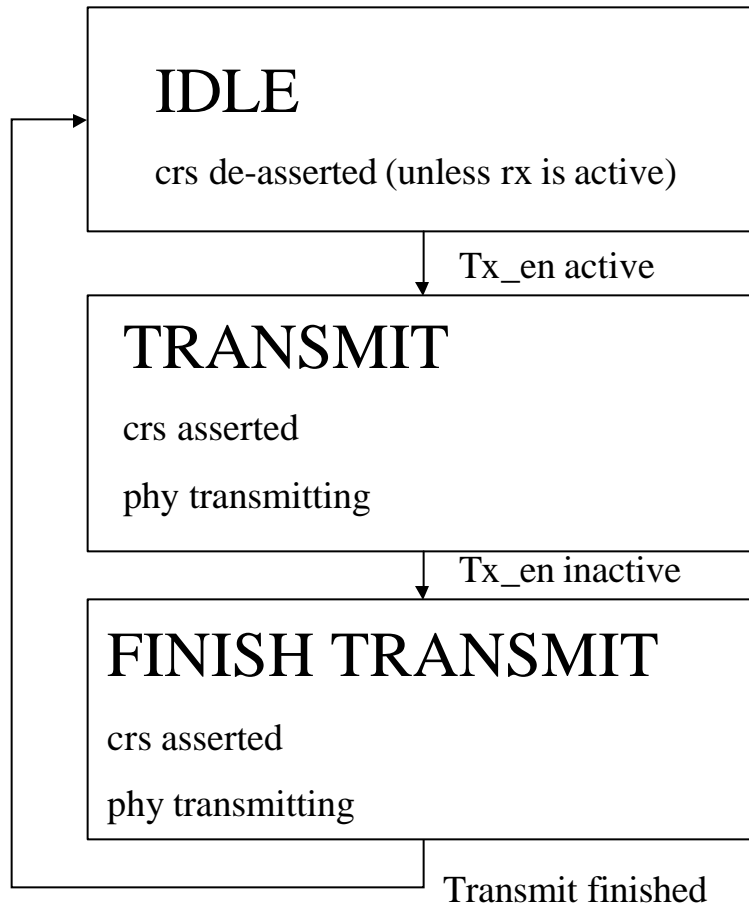 IDLE
crs de-asserted (unless rx is active)
Tx_en active
TRANSMIT
crs asserted
phy transmitting
Tx_en inactive
FINISH TRANSMIT
crs asserted
phy transmitting
Transmit finished